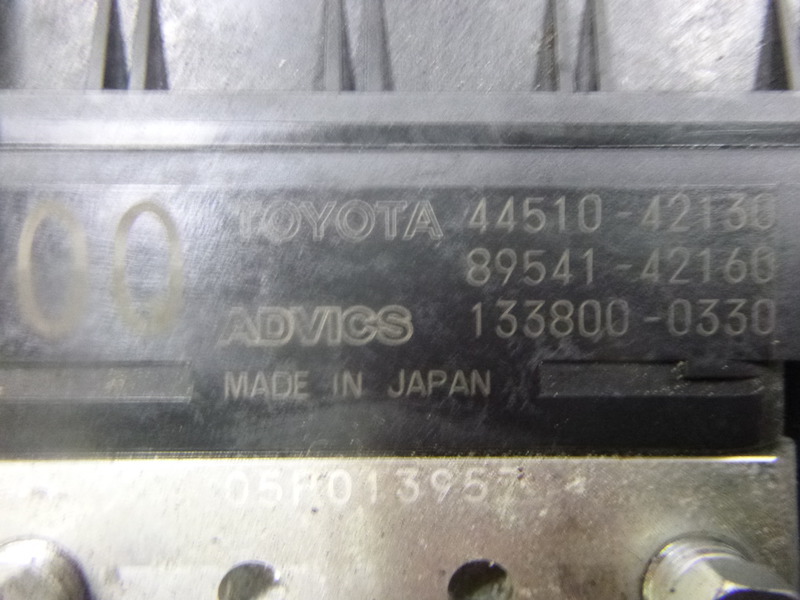 00 TOYOTA 44510-42130
89541-42160
ADVICS 133800-0330
MADE IN JAPAN